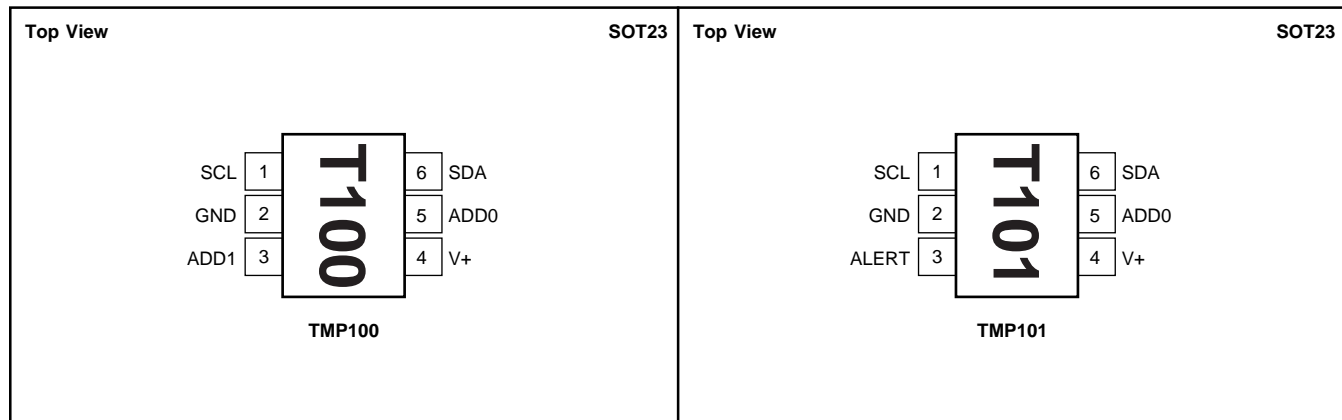 Top View SOT23
SCL 1 6 SDA
GND 2 5 ADD0
ADD1 3 4 V+
T100
TMP100
Top View SOT23
SCL 1 6 SDA
GND 2 5 ADD0
ALERT 3 4 V+
T101
TMP101